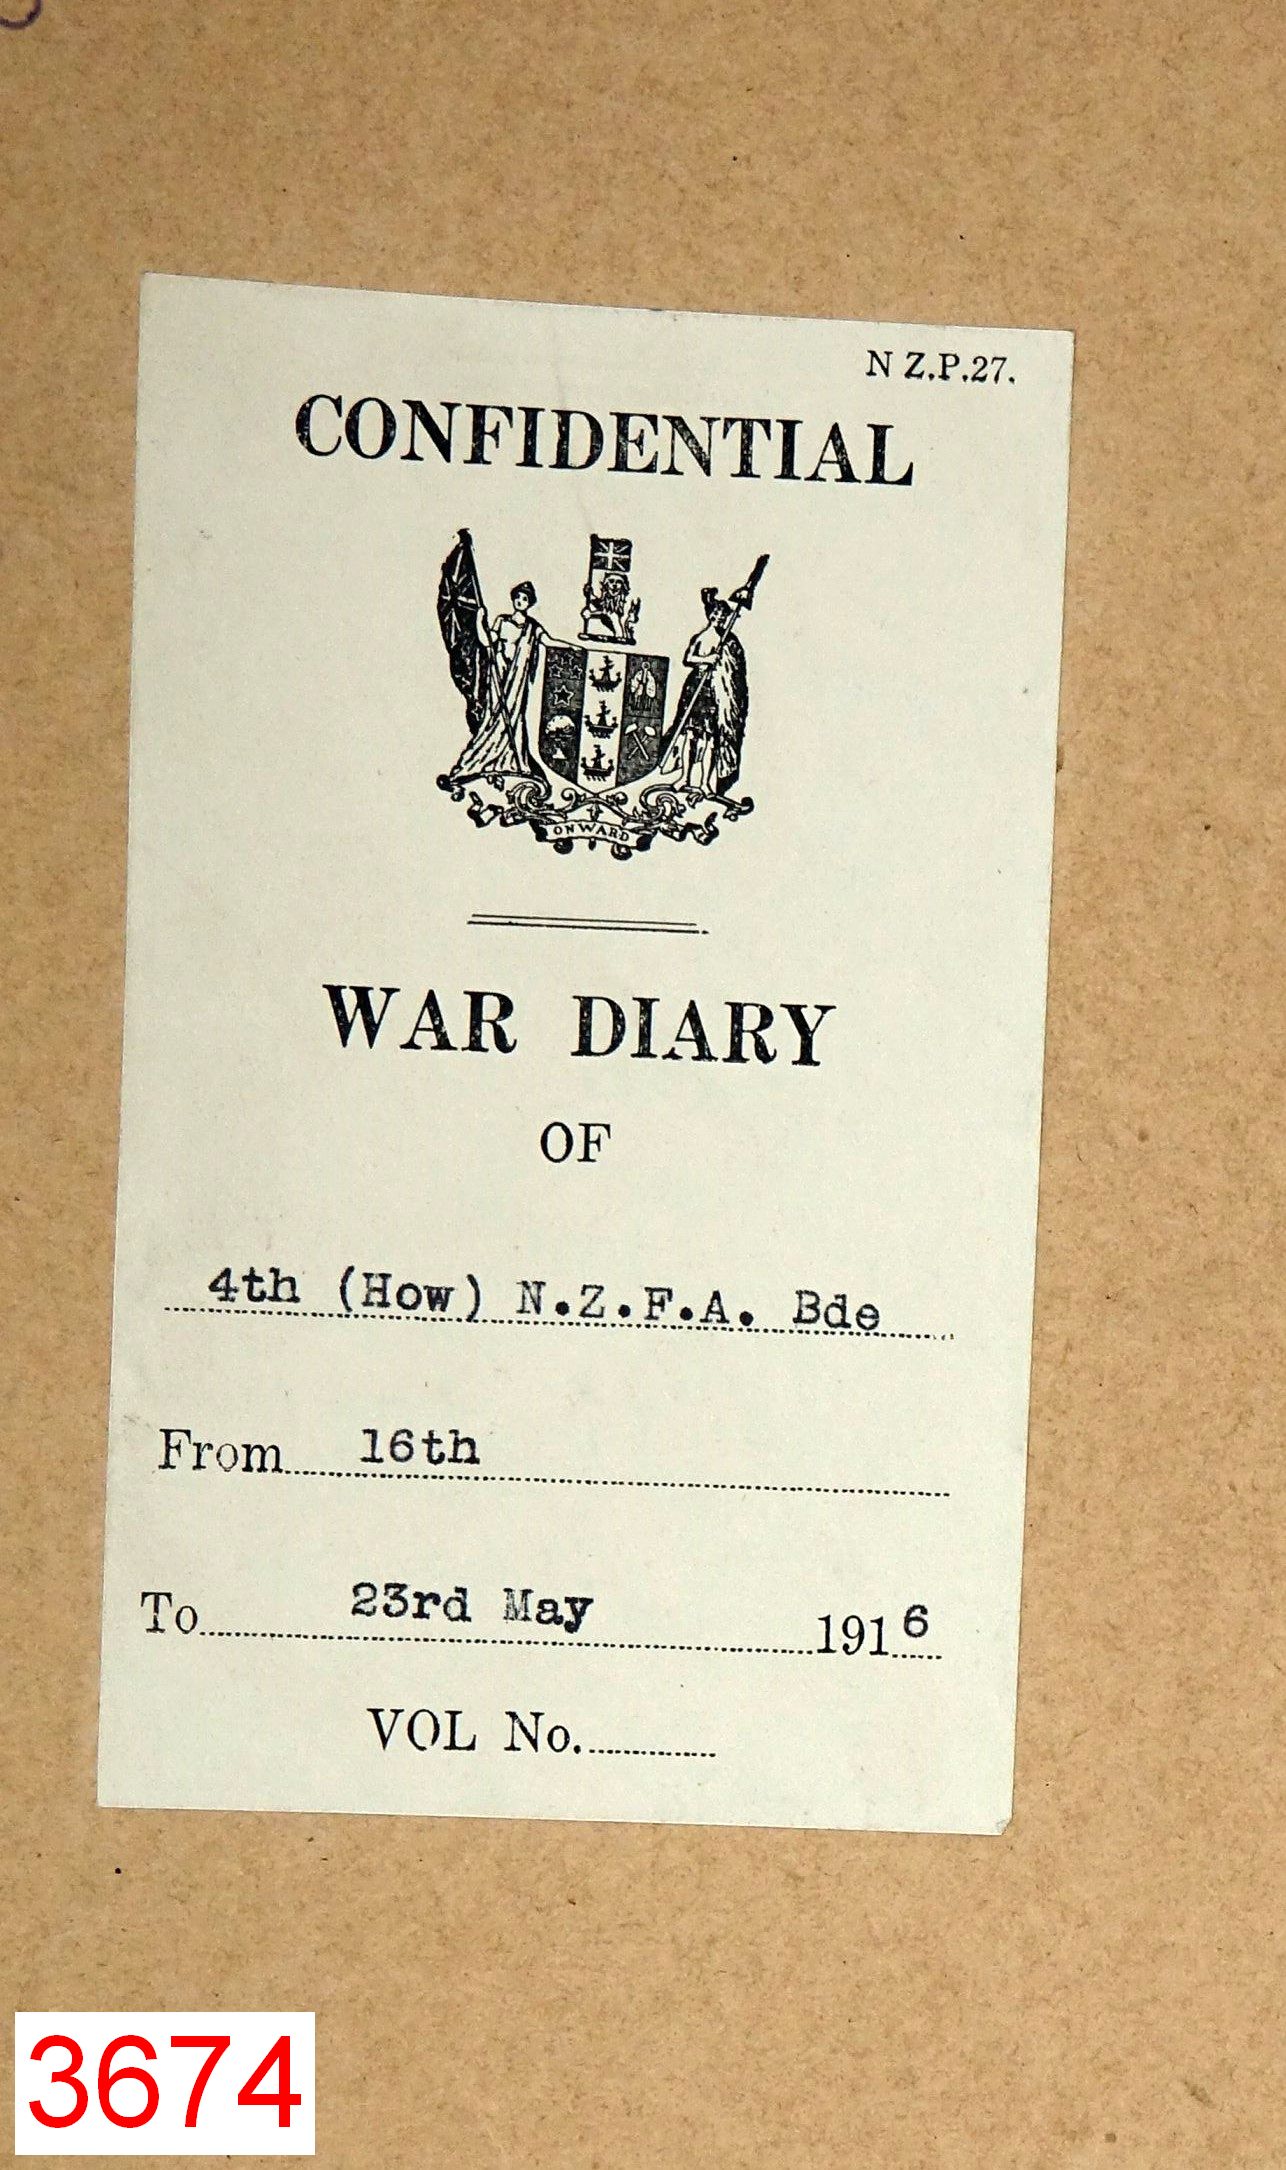 N Z.P.27.
CONFIDENTIAL
ONWARD
WAR DIARY
OF
4th (How) N.Z.F.A. Bde
From 16th
To 23rd May 1916
VOL No.
3674